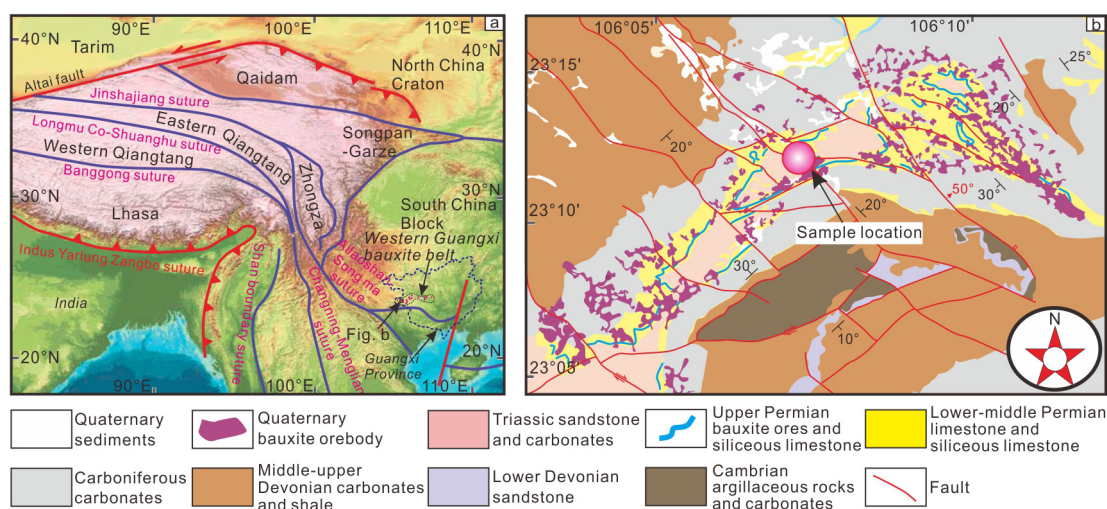 a
90°E
100°E
40°N
40°N
Tarim
Altai fault
Qaidam
North China
Craton
Jinshajiang suture
Longmu Co-Shuanghu suture
Eastern Qiangtang
Western Qiangtang
Banggong suture
Zhongza
Songpan
-Garze
30°N
30°N
Lhasa
South China
Block
Western Guangxi
bauxite belt
Indus Yarlung Zangbo suture
Shan boundary suture
Ailaoshan
Song ma
suture
Changning-Menglian
suture
India
Fig. b
Guangxi
Province
20°N
20°N
90°E
100°E
110°E
b
106°05'
106°10'
23°15'
23°10'
23°05'
25°
20°
20°
50°
30°
20°
30°
10°
Sample location
N
Quaternary
sediments
Quaternary
bauxite orebody
Triassic sandstone
and carbonates
Upper Permian
bauxite ores and
siliceous limestone
Lower-middle Permian
limestone and
siliceous limestone
Carboniferous
carbonates
Middle-upper
Devonian carbonates
and shale
Lower Devonian
sandstone
Cambrian
argillaceous rocks
and carbonates
Fault